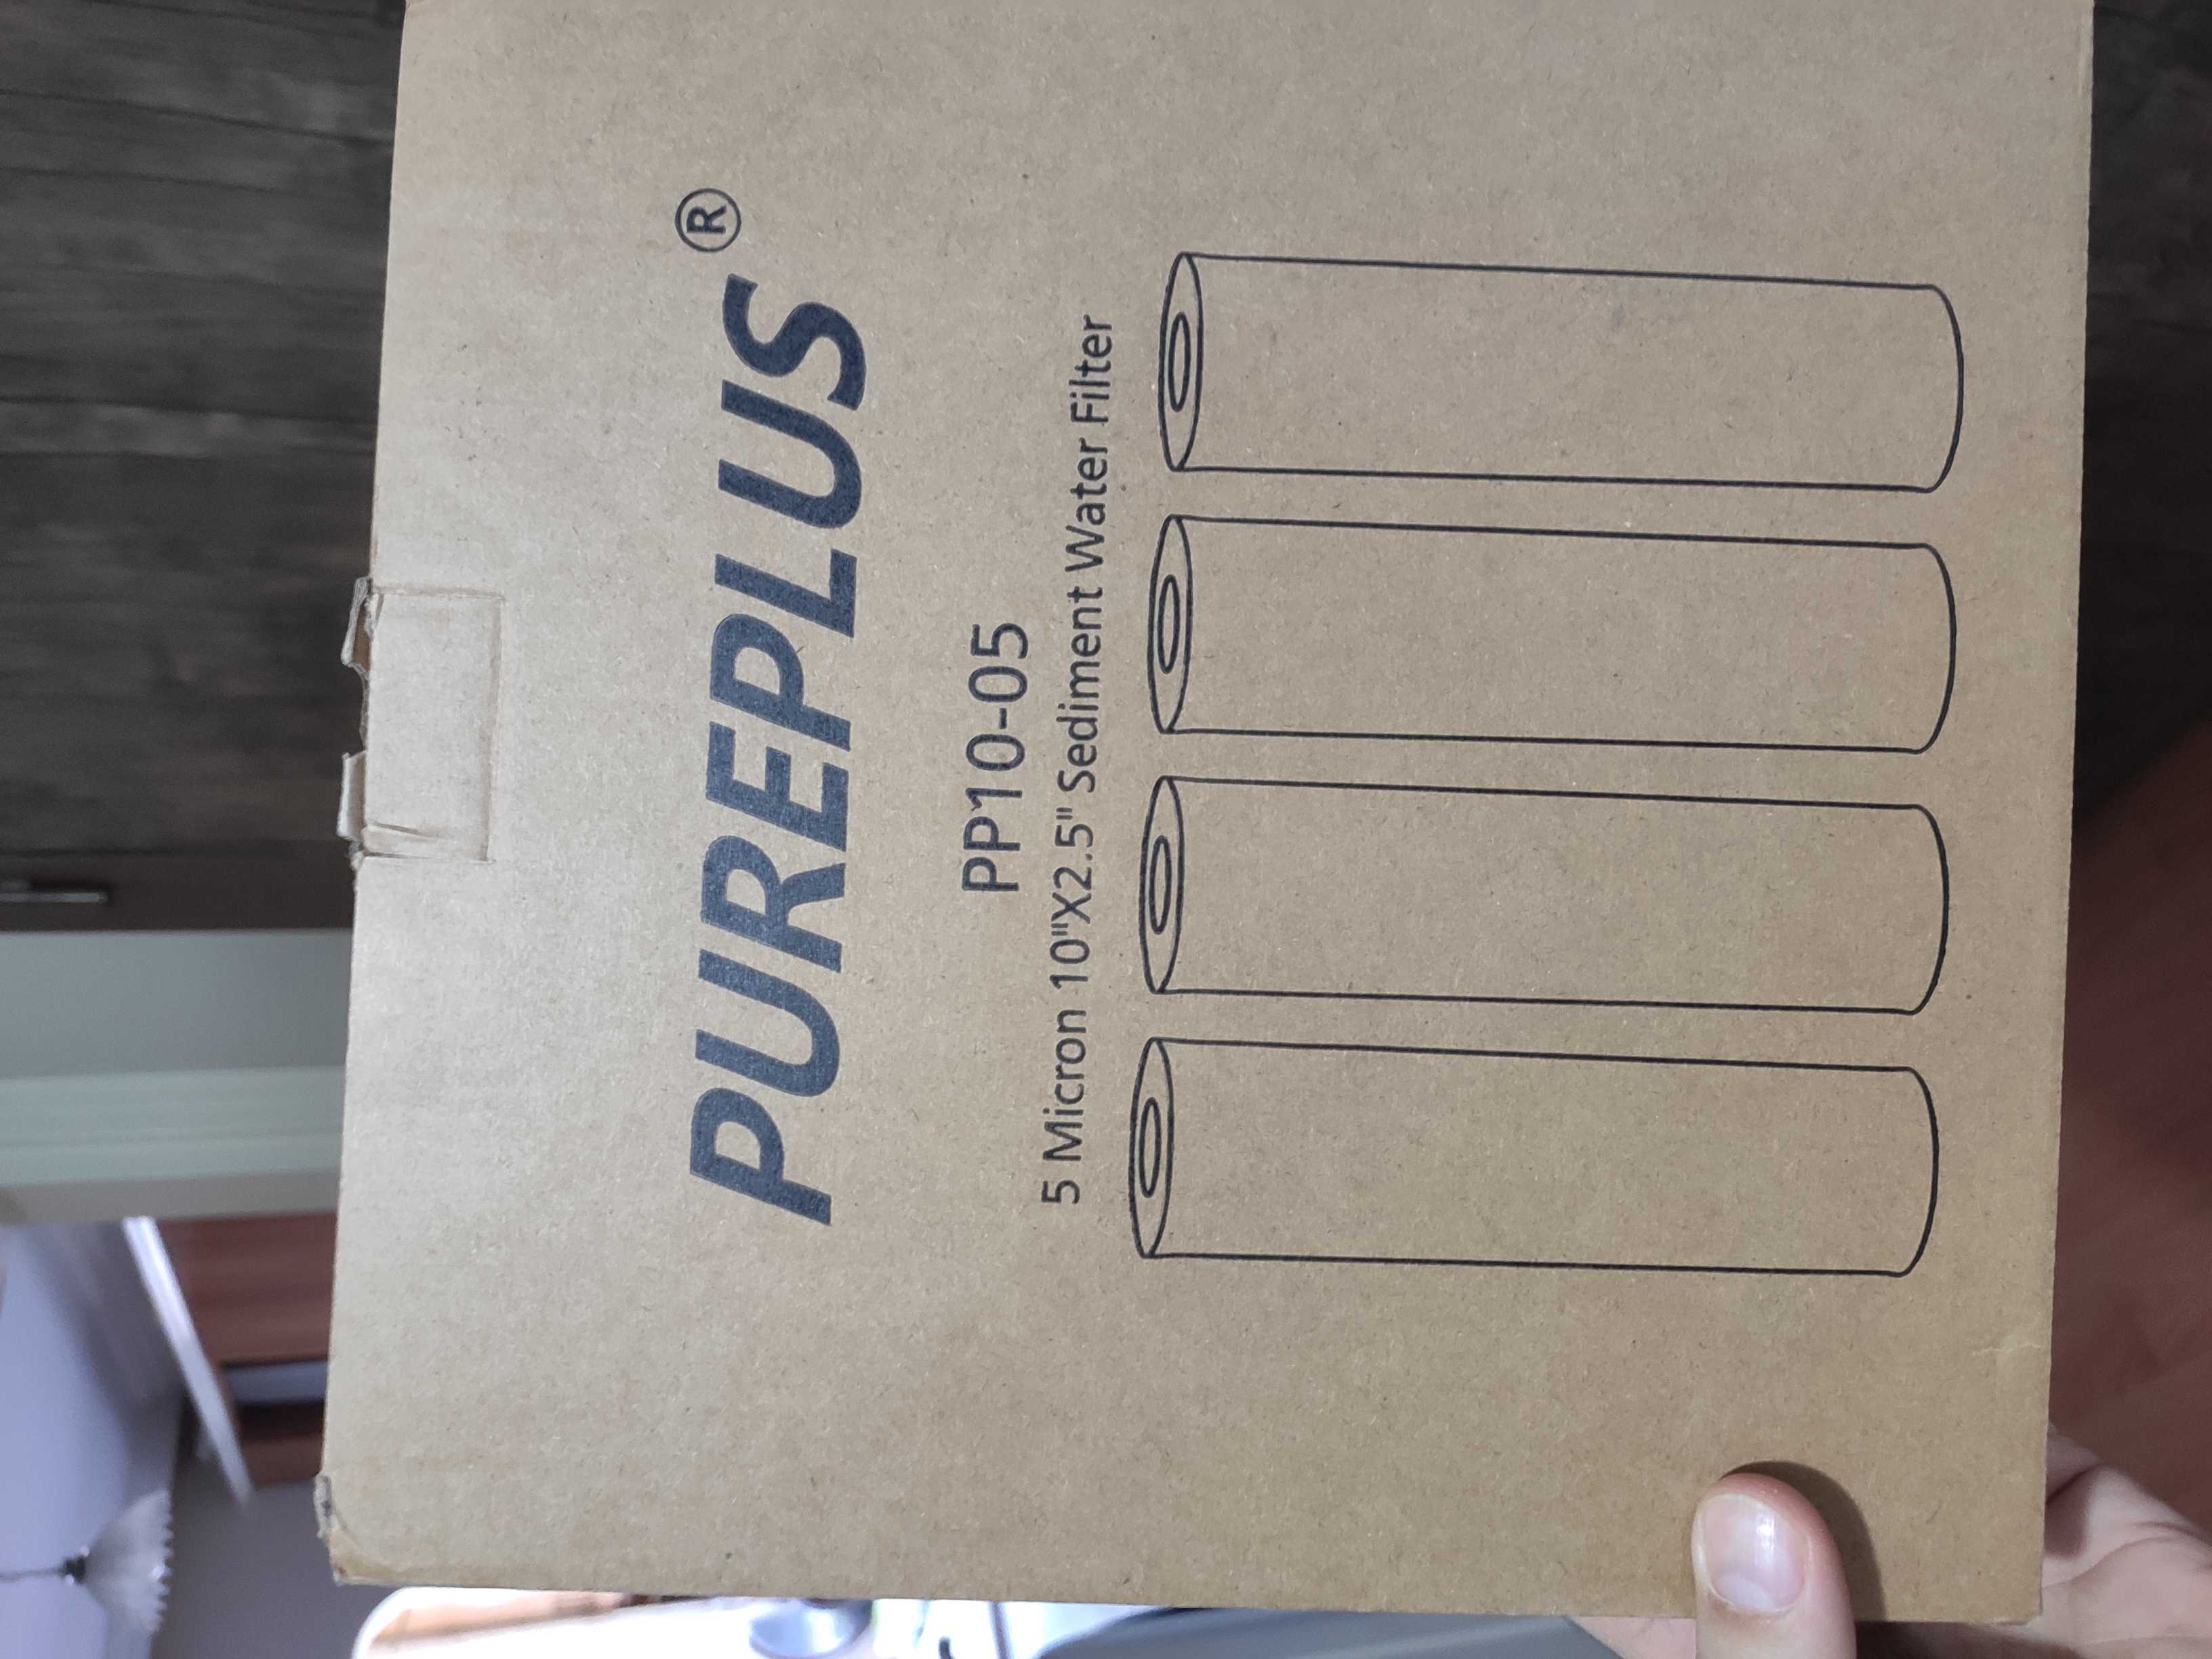 PUREPLUS®
PP10-05
5 Micron 10"X2.5" Sediment Water Filter